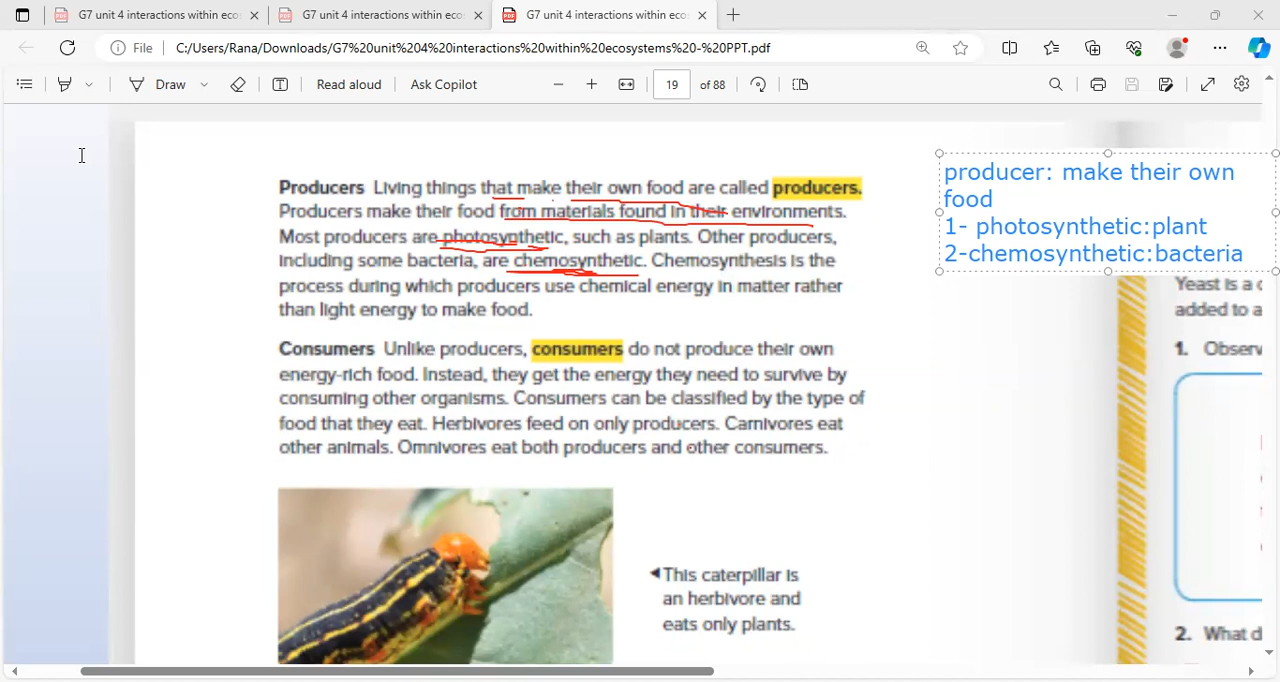 G7 unit 4 interactions within ecos
G7 unit 4 interactions within ecos
G7 unit 4 interactions within ecos
File
C:/Users/Rana/Downloads/G7%20unit%204%20interactions%20within%20ecosystems%20-%20PPT.pdf
Draw
Read aloud
Ask Copilot
19
of 88
Producers Living things that make their own food are called producers.
Producers make their food from materials found in their environments.
Most producers are photosynthetic, such as plants. Other producers,
including some bacteria, are chemosynthetic. Chemosynthesis is the
process during which producers use chemical energy in matter rather
than light energy to make food.
Consumers Unlike producers, consumers do not produce their own
energy-rich food. Instead, they get the energy they need to survive by
consuming other organisms. Consumers can be classified by the type of
food that they eat. Herbivores feed on only producers. Carnivores eat
other animals. Omnivores eat both producers and other consumers.
This caterpillar is
an herbivore and
eats only plants.
producer: make their own
food
1- photosynthetic:plant
2-chemosynthetic:bacteria
Yeast is a c
added to a
1. Observ
2. What d